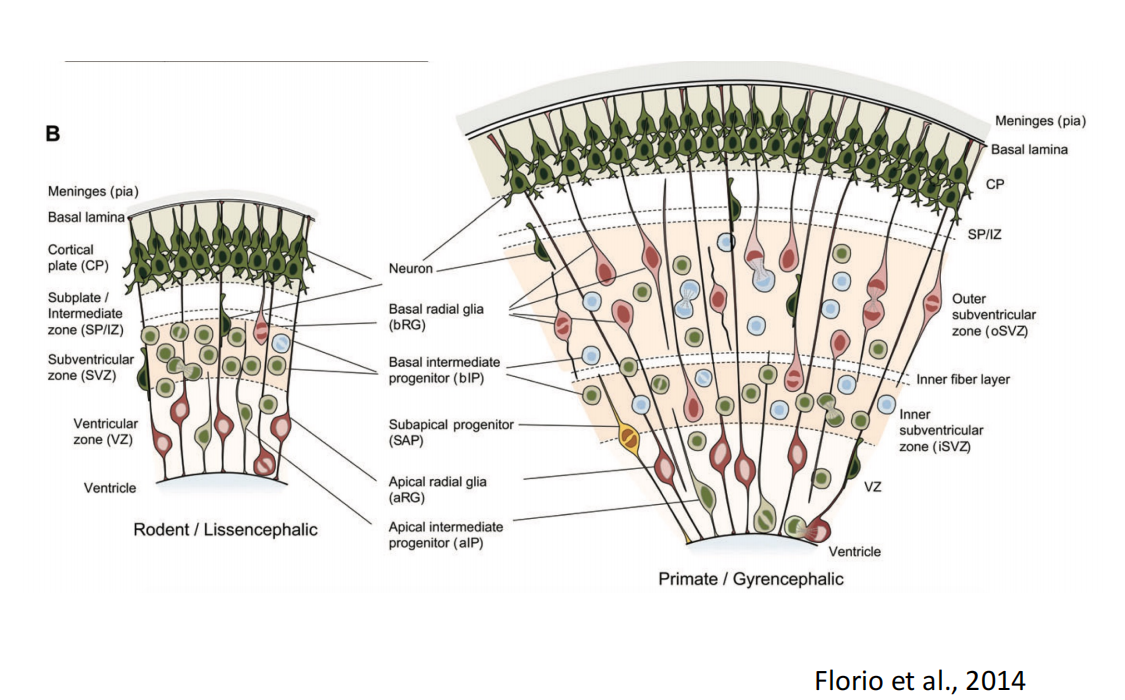 B
Meninges (pia)
Basal lamina
Cortical
plate (CP)
Subplate /
Intermediate
zone (SP/IZ)
Subventricular
zone (SVZ)
Ventricular
zone (VZ)
Ventricle
Rodent / Lissencephalic
Neuron
Basal radial glia
(bRG)
Basal intermediate
progenitor (bIP)
Subapical progenitor
(SAP)
Apical radial glia
(aRG)
Apical intermediate
progenitor (aIP)
Meninges (pia)
Basal lamina
CP
SP/IZ
Outer
subventricular
zone (oSVZ)
Inner fiber layer
Inner
subventricular
zone (iSVZ)
VZ
Ventricle
Primate / Gyrencephalic
Florio et al., 2014